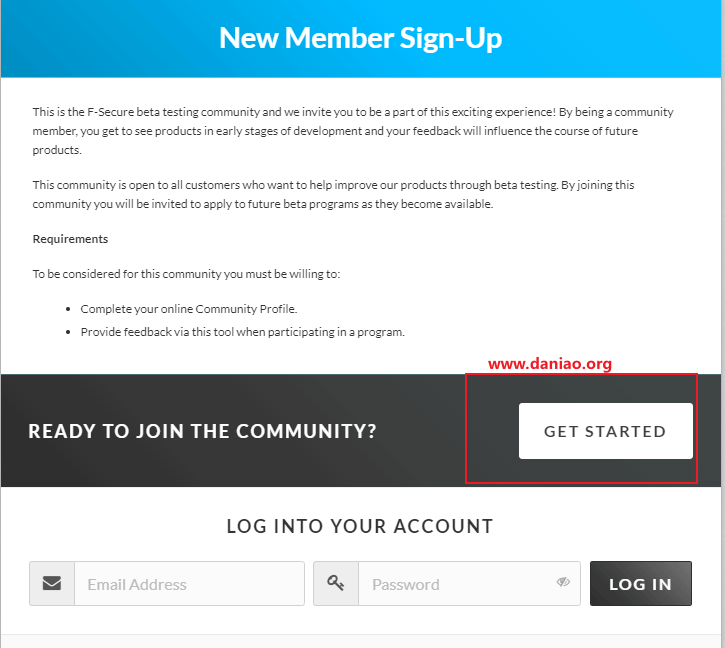 New Member Sign-Up
This is the F-Secure beta testing community and we invite you to be a part of this exciting experience! By being a community
member, you get to see products in early stages of development and your feedback will influence the course of future
products.
This community is open to all customers who want to help improve our products through beta testing. By joining this
community you will be invited to apply to future beta programs as they become available.
Requirements
To be considered for this community you must be willing to:
• Complete your online Community Profile.
• Provide feedback via this tool when participating in a program.
www.daniao.org
READY TO JOIN THE COMMUNITY?
GET STARTED
LOG INTO YOUR ACCOUNT
Email Address
Password
LOG IN